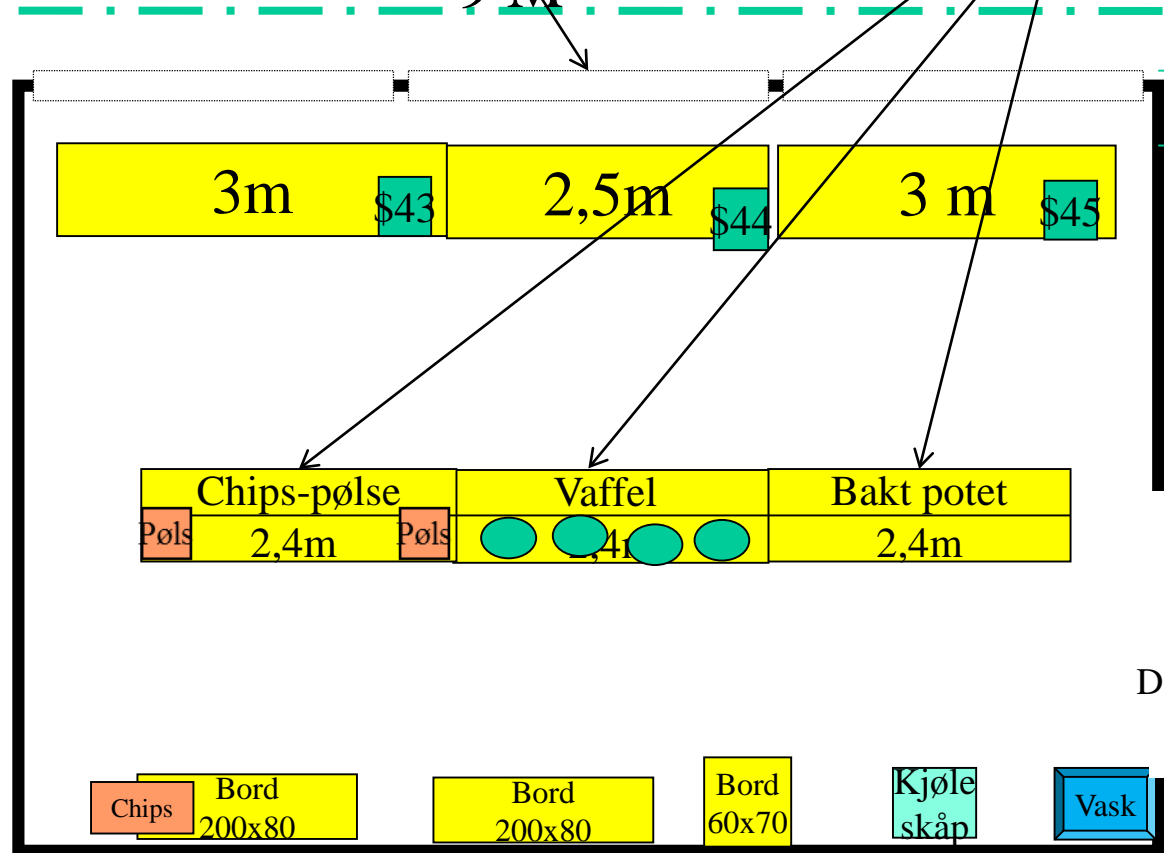 3m
$43
2,5m
$44
3 m
$45
Chips-pølse
Vaffel
Bakt potet
Pøls
2,4m
Pøls
2,4m
Chips
Bord
200x80
Bord
200x80
Bord
60x70
Kjøle
skåp
Vask